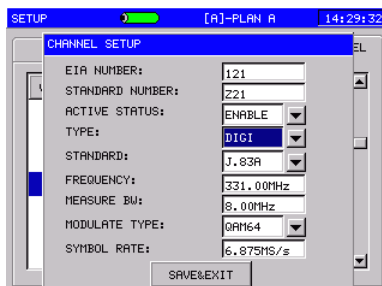 SETUP [A]-PLAN A 14:29:32
CHANNEL SETUP EL
EIA NUMBER: 121
STANDARD NUMBER: Z21
ACTIVE STATUS: ENABLE
TYPE: DIGI
STANDARD: J.83A
FREQUENCY: 331.00MHz
MEASURE BW: 8.00MHz
MODULATE TYPE: QAM64
SYMBOL RATE: 6.875MS/s
SAVE&EXIT